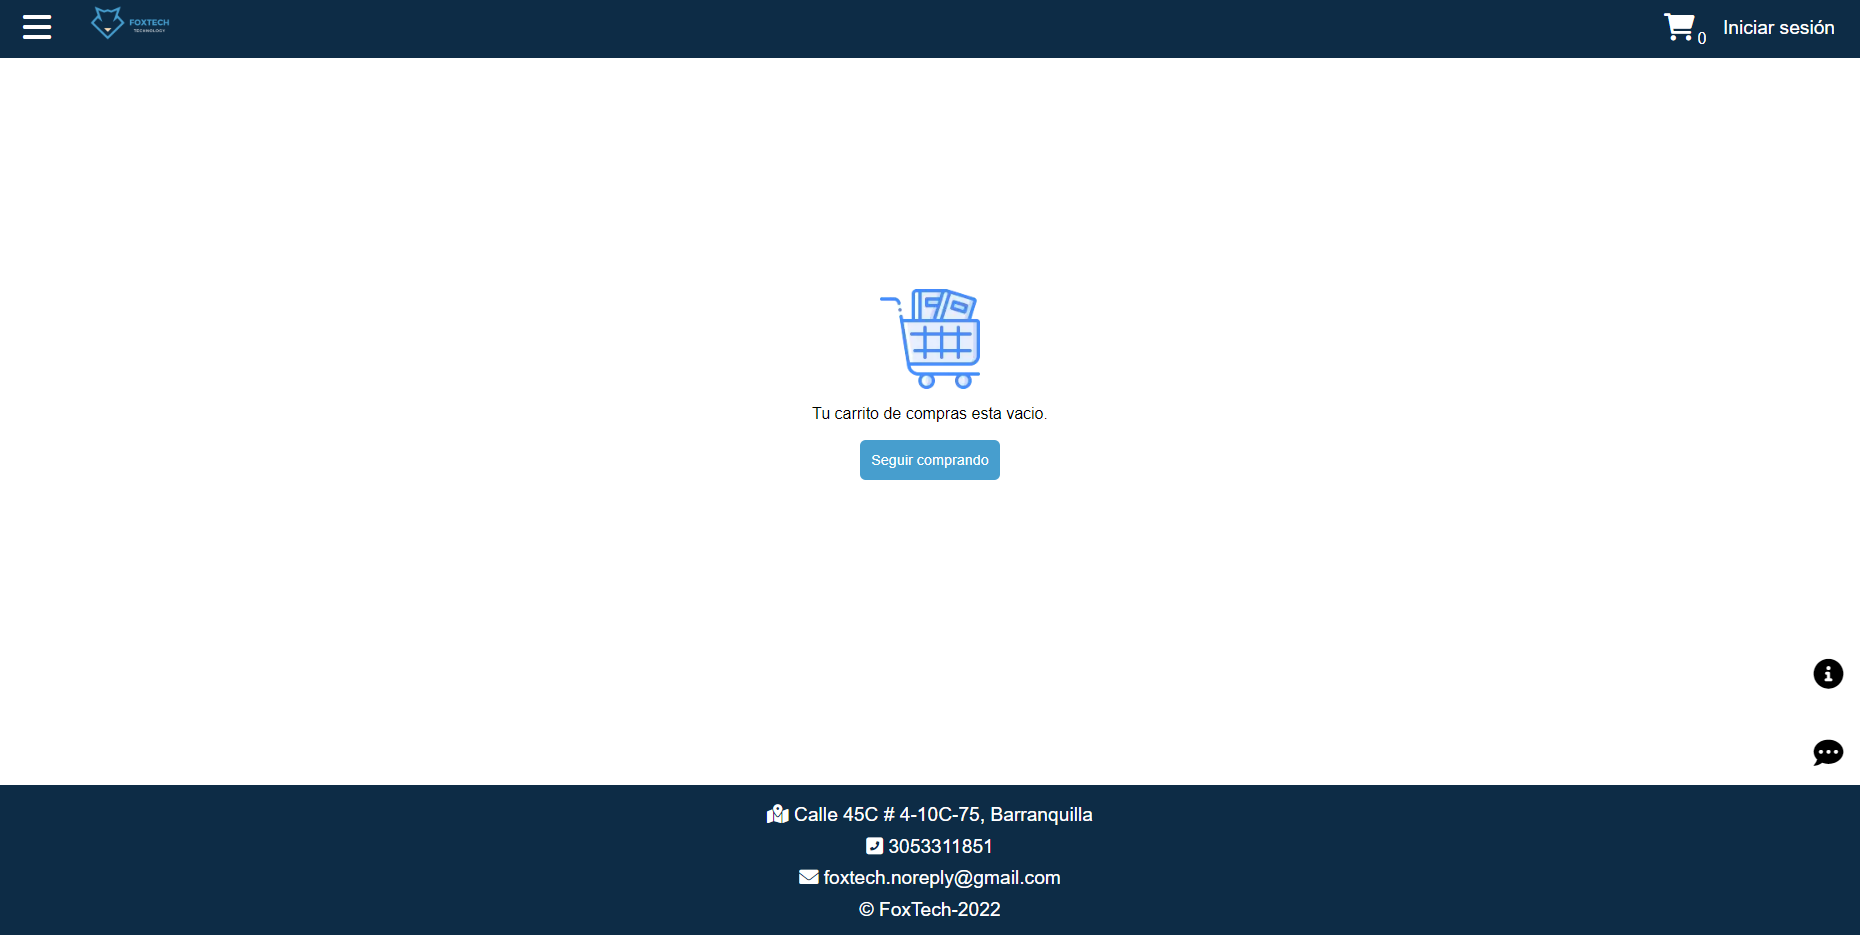 FOXTECH
TECHNOLOGY
0
Iniciar sesión
Tu carrito de compras esta vacio.
Seguir comprando
Calle 45C # 4-10C-75, Barranquilla
3053311851
foxtech.noreply@gmail.com
© FoxTech-2022